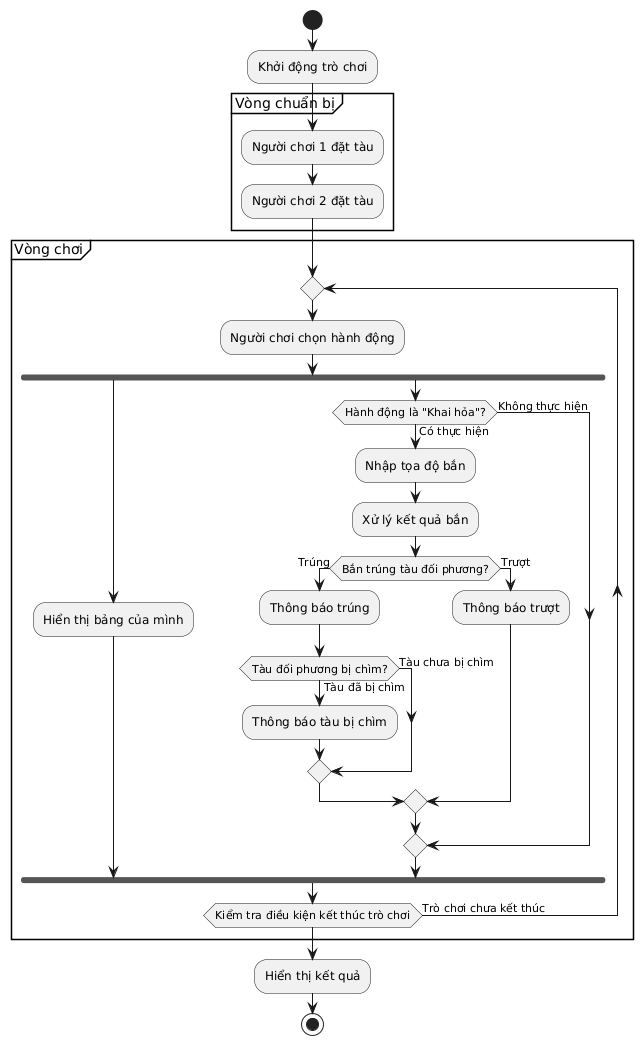 Khởi động trò chơi
Vòng chuẩn bị
Người chơi 1 đặt tàu
Người chơi 2 đặt tàu
Vòng chơi
Người chơi chọn hành động
Hành động là "Khai hỏa"?
Không thực hiện
Có thực hiện
Nhập tọa độ bắn
Xử lý kết quả bắn
Bắn trúng tàu đối phương?
Trúng
Trượt
Hiển thị bảng của mình
Thông báo trúng
Thông báo trượt
Tàu đối phương bị chìm?
Tàu chưa bị chìm
Tàu đã bị chìm
Thông báo tàu bị chìm
Kiểm tra điều kiện kết thúc trò chơi
Trò chơi chưa kết thúc
Hiển thị kết quả